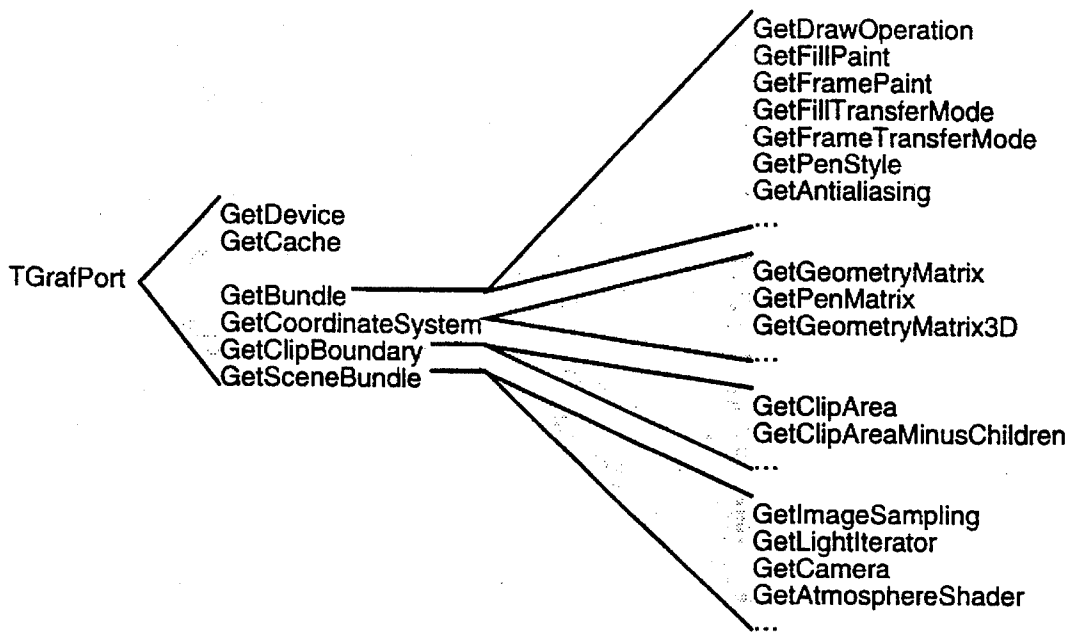 TGrafPort
GetDevice
GetCache
GetBundle
GetCoordinateSystem
GetClipBoundary
GetSceneBundle
GetDrawOperation
GetFillPaint
GetFramePaint
GetFillTransferMode
GetFrameTransferMode
GetPenStyle
GetAntialiasing
...
GetGeometryMatrix
GetPenMatrix
GetGeometryMatrix3D
...
GetClipArea
GetClipAreaMinusChildren
...
GetImageSampling
GetLightIterator
GetCamera
GetAtmosphereShader
...